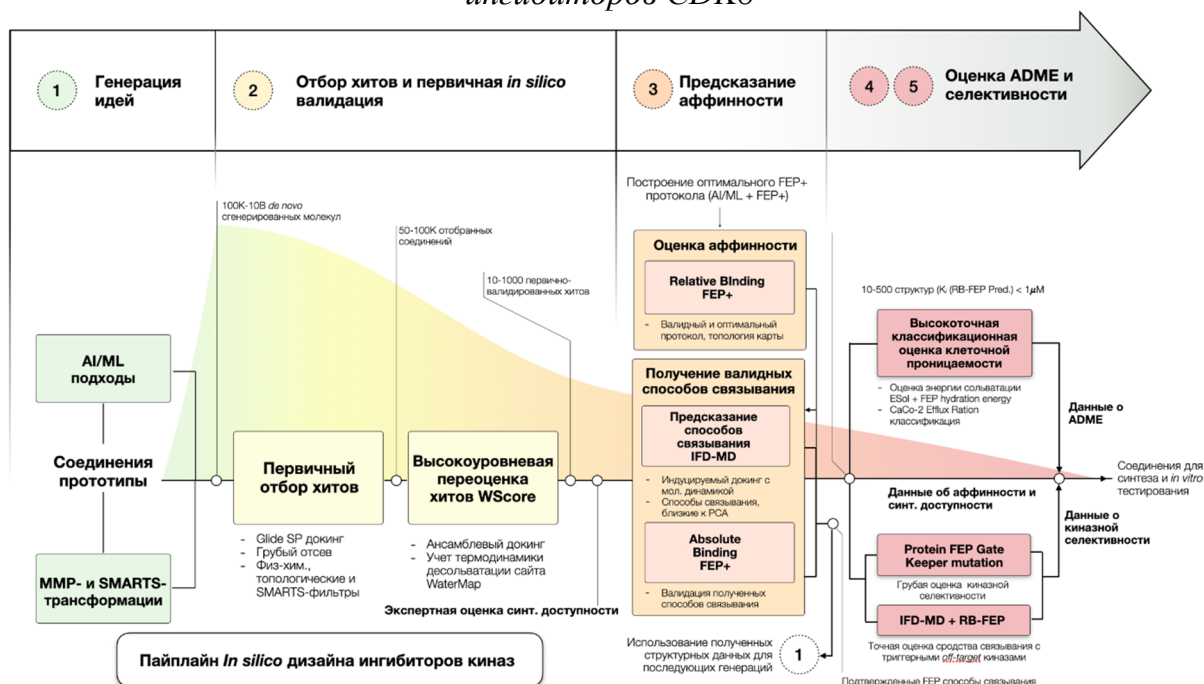 ингибиторов CDK8
1
Генерация
идей
2
Отбор хитов и первичная in silico
валидация
3
Предсказание
аффинности
4
5
Оценка ADME и
селективности
100K-10B de novo
сгенерированных молекул
50-100K отобранных
соединений
10-1000 первично-
валидированных хитов
Построение оптимального FEP+
протокола (AI/ML + FEP+)
Оценка аффинности
Relative BInding
FEP+
- Валидный и оптимальный
протокол, топология карты
Получение валидных
способов связывания
Предсказание
способов
связывания
IFD-MD
- Индуцируемый докинг с
мол. динамикой
- Способы связывания,
близкие к РСА
Absolute
Binding
FEP+
- Валидация полученных
способов связывания
AI/ML
подходы
Соединения
прототипы
MMP- и SMARTS-
трансформации
Первичный
отбор хитов
- Glide SP докинг
- Грубый отсев
- Физ-хим.,
топологические и
SMARTS-фильтры
Высокоуровневая
переоценка
хитов WScore
- Ансамблевый докинг
- Учет термодинамики
десольватации сайта
WaterMap
Экспертная оценка синт. доступности
10-500 структур (Ki (RB-FEP Pred.) < 1μM
Высокоточная
классификационная
оценка клеточной
проницаемости
- Оценка энергии сольватации
ESol + FEP hydration energy
- CaCo-2 Efflux Ration
классификация
Данные о
ADME
Соединения для
синтеза и in vitro
тестирования
Данные об аффинности и
синт. доступности
Данные о
киназной
селективности
Protein FEP Gate
Keeper mutation
Грубая оценка киназной
селективности
IFD-MD + RB-FEP
Точная оценка сродства связывания с
триггерными off-target киназами
Использование полученных
структурных данных для
последующих генераций
1
Подтвержденные FEP способы связывания
Пайплайн In silico дизайна ингибиторов киназ